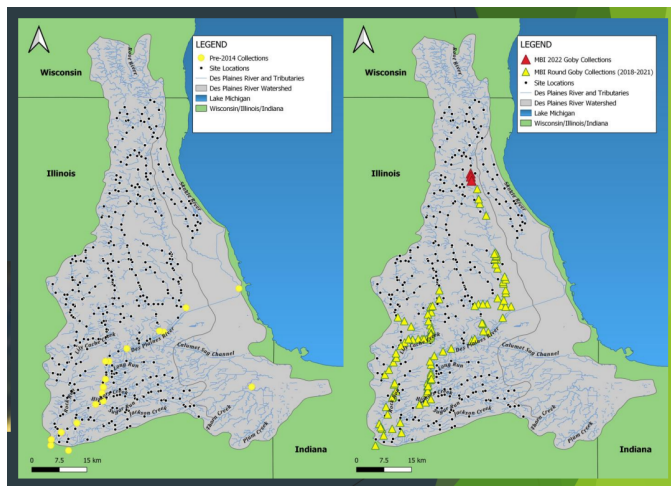 LEGEND
Pre-2014 Collections
Site Locations
Des Plaines River and Tributaries
Des Plaines River Watershed
Lake Michigan
Wisconsin/Illinois/Indiana
Wisconsin
Illinois
Skokie River
Des Plaines River
Calumet Sag Channel
Long Run
Jackson Creek
Thorn Creek
Plum Creek
Indiana
0 7.5 15 km
LEGEND
MBI 2022 Goby Collections
MBI Round Goby Collections (2018-2021)
Site Locations
Des Plaines River and Tributaries
Des Plaines River Watershed
Lake Michigan
Wisconsin/Illinois/Indiana
Wisconsin
Illinois
Skokie River
Des Plaines River
Calumet Sag Channel
Long Run
Jackson Creek
Thorn Creek
Plum Creek
Indiana
0 7.5 15 km